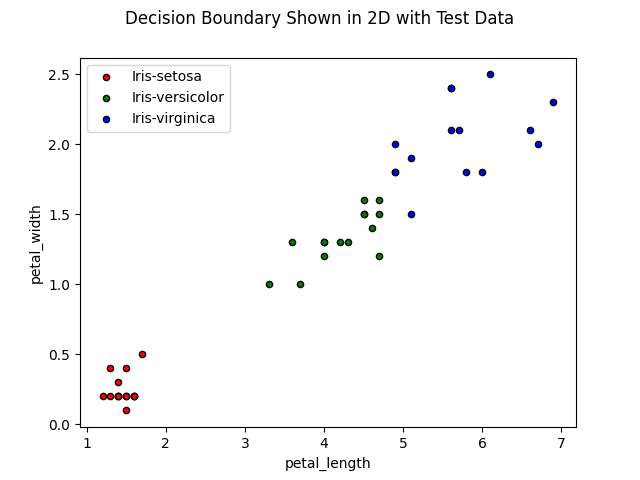 Decision Boundary Shown in 2D with Test Data
Iris-setosa
Iris-versicolor
Iris-virginica
2.5
2.0
1.5
1.0
0.5
0.0
petal_width
1 2 3 4 5 6 7
petal_length